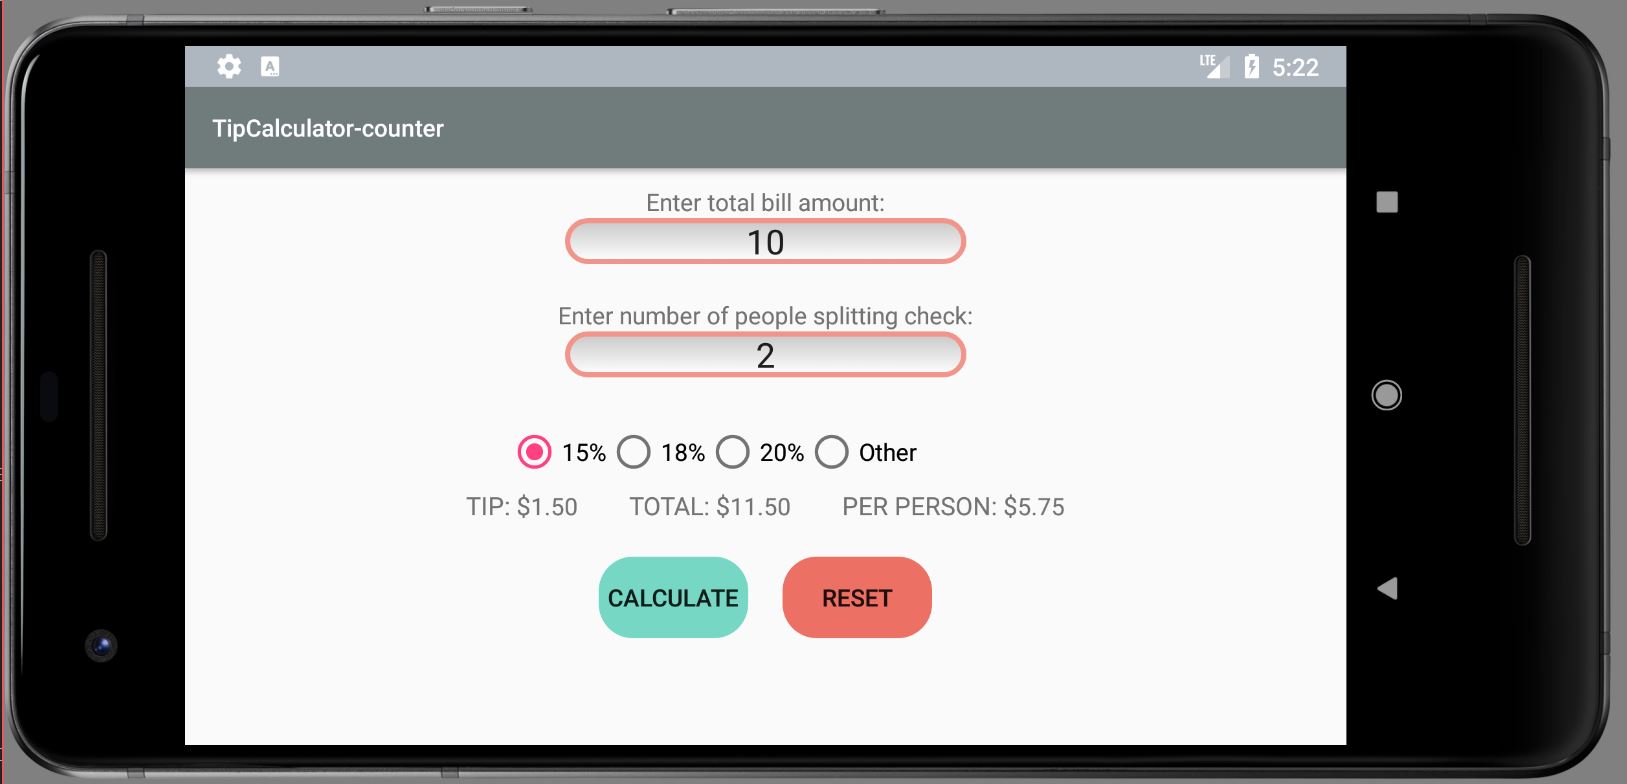 LTE 5:22
TipCalculator-counter
Enter total bill amount:
10
Enter number of people splitting check:
2
15% 18% 20% Other
TIP: $1.50 TOTAL: $11.50 PER PERSON: $5.75
CALCULATE RESET